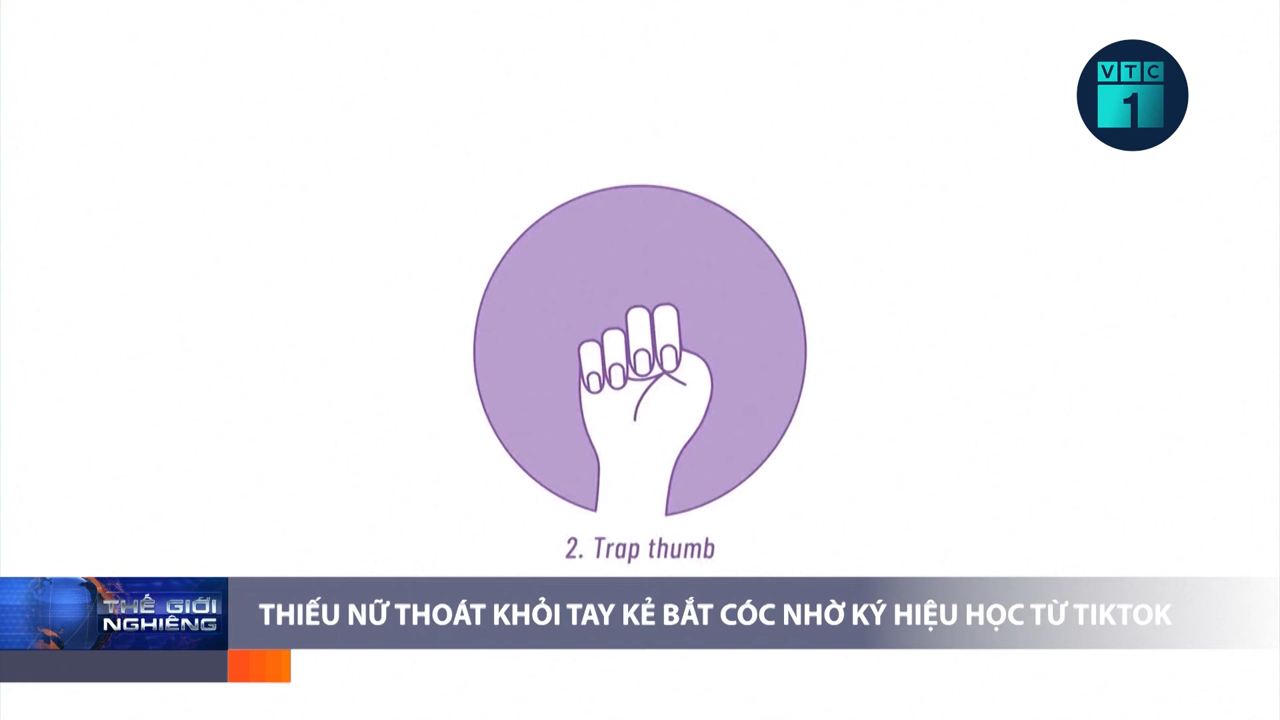 VTC
1
2. Trap thumb
THẾ GIỚI
NGHIÊNG
THIẾU NỮ THOÁT KHỎI TAY KẺ BẮT CÓC NHỜ KÝ HIỆU HỌC TỪ TIKTOK